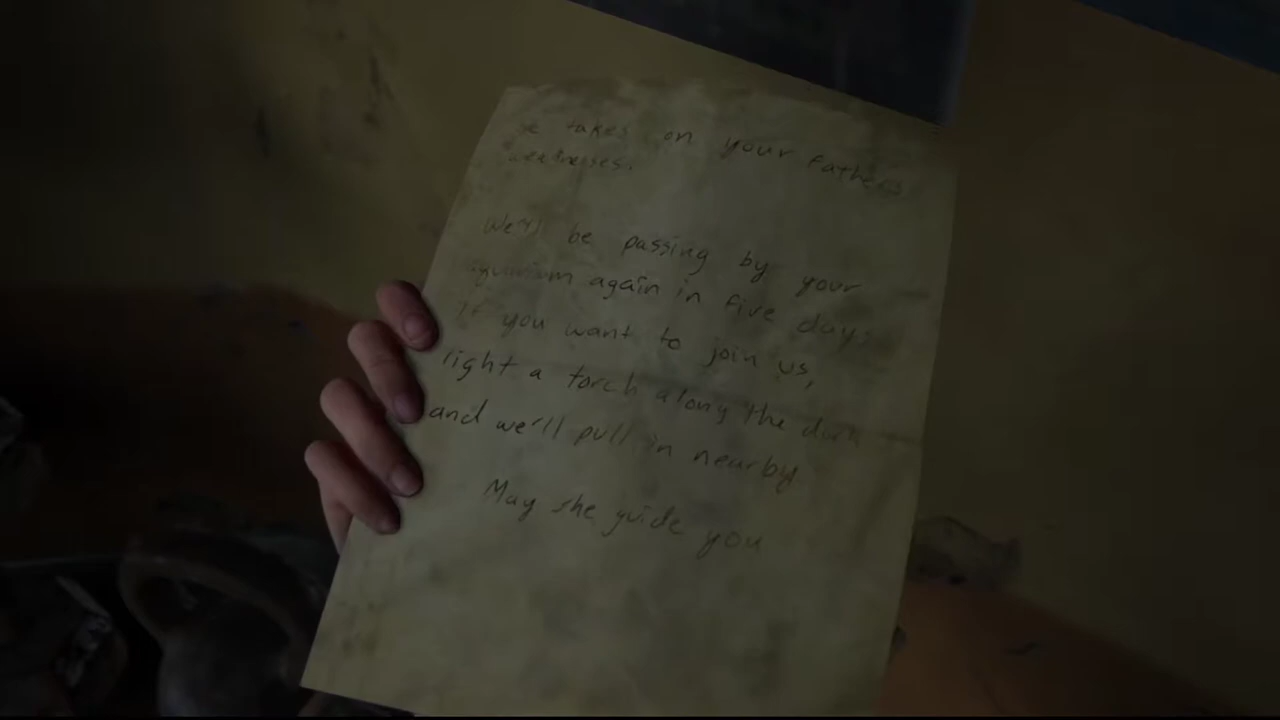 takes on your father's
weaknesses.
We'll be passing by your
aquarium again in five days
If you want to join us,
light a torch along the dock
and we'll pull in nearby
May she guide you